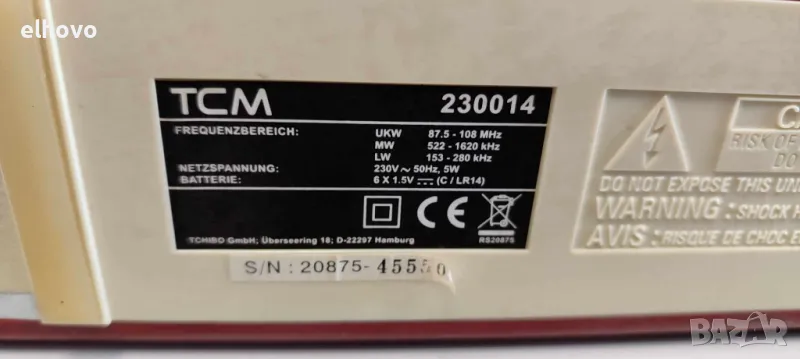 elhovo
TCM 230014
FREQUENZBEREICH: UKW 87.5 - 108 MHz
MW 522 - 1620 kHz
LW 153 - 280 kHz
NETZSPANNUNG: 230V ~ 50Hz, 5W
BATTERIE: 6 X 1.5V ⎓ (C / LR14)
CE
TCHIBO GmbH; Überseering 18; D-22297 Hamburg
RS20875
S/N : 20875- 45550
RISK OF
DO
DO NOT EXPOSE THIS UN
WARNING : SHOCK H
AVIS : RISQUE DE CHOC E
BAZAR